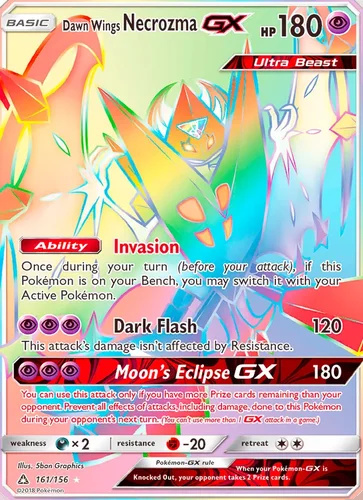 BASIC Dawn Wings Necrozma GX HP 180
Ultra Beast
Ability Invasion
Once during your turn (before your attack), if this
Pokémon is on your Bench, you may switch it with your
Active Pokémon.
Dark Flash 120
This attack's damage isn't affected by Resistance.
Moon's Eclipse GX 180
You can use this attack only if you have more Prize cards remaining than your
opponent. Prevent all effects of attacks, including damage, done to this Pokémon
during your opponent's next turn. (You can't use more than 1 GX attack in a game.)
weakness ×2 resistance -20 retreat
Illus. 5ban Graphics
Pokémon-GX rule
When your Pokémon-GX is
Knocked Out, your opponent takes 2 Prize cards.
161/156
©2018 Pokémon